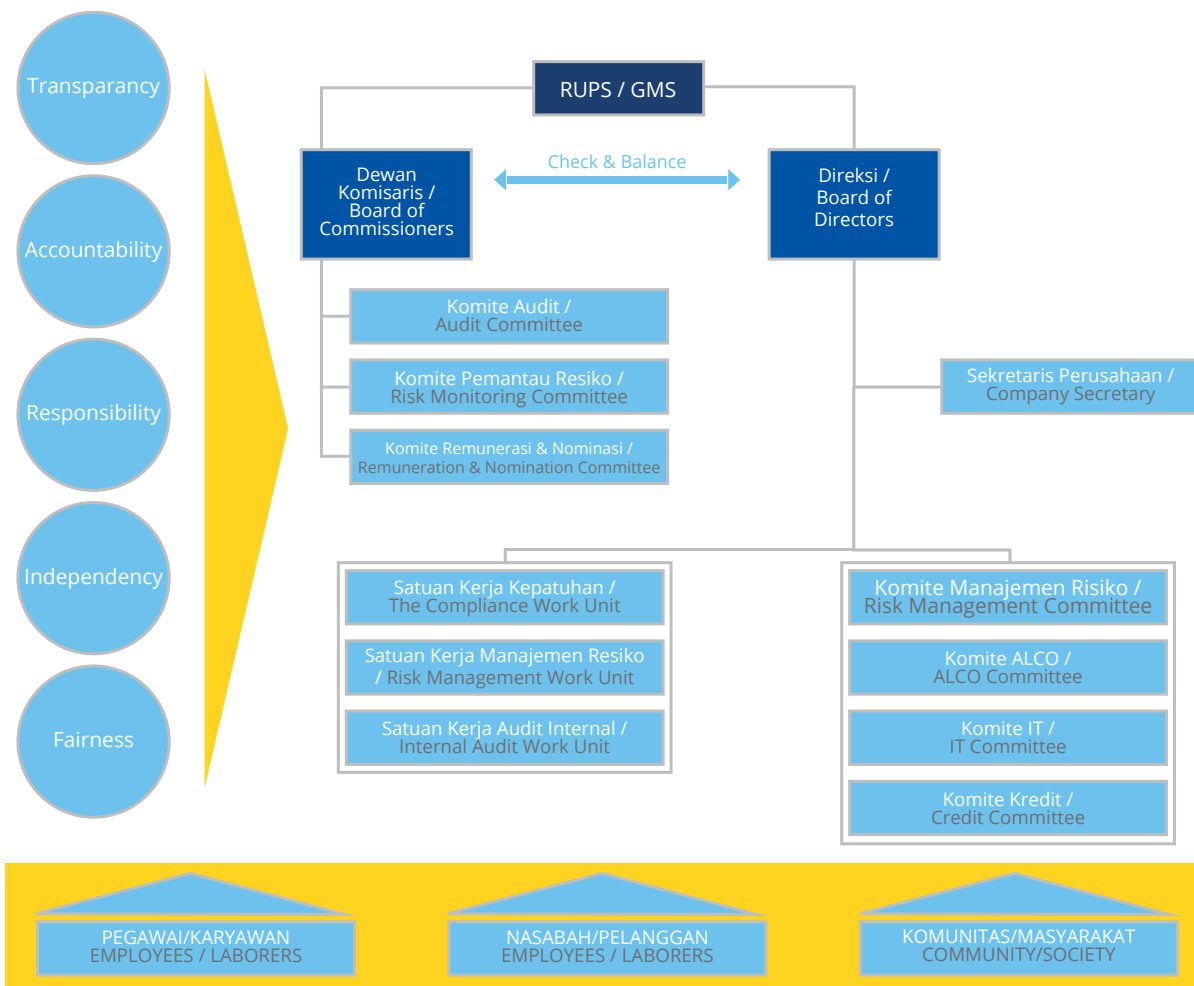 Transparancy
Accountability
Responsibility
Independency
Fairness
RUPS / GMS
Dewan
Komisaris /
Board of
Commissioners
Check & Balance
Direksi /
Board of
Directors
Komite Audit /
Audit Committee
Komite Pemantau Resiko /
Risk Monitoring Committee
Komite Remunerasi & Nominasi /
Remuneration & Nomination Committee
Sekretaris Perusahaan /
Company Secretary
Satuan Kerja Kepatuhan /
The Compliance Work Unit
Satuan Kerja Manajemen Resiko
/ Risk Management Work Unit
Satuan Kerja Audit Internal /
Internal Audit Work Unit
Komite Manajemen Risiko /
Risk Management Committee
Komite ALCO /
ALCO Committee
Komite IT /
IT Committee
Komite Kredit /
Credit Committee
PEGAWAI/KARYAWAN
EMPLOYEES / LABORERS
NASABAH/PELANGGAN
EMPLOYEES / LABORERS
KOMUNITAS/MASYARAKAT
COMMUNITY/SOCIETY